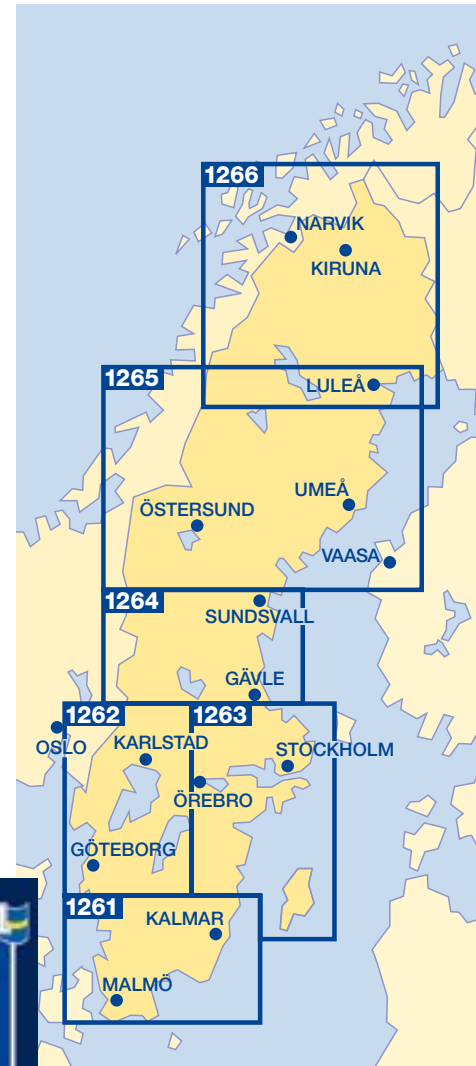 1266
NARVIK
KIRUNA
1265
LULEÅ
UMEÅ
ÖSTERSUND
VAASA
1264
SUNDSVALL
GÄVLE
1262
1263
OSLO
KARLSTAD
STOCKHOLM
ÖREBRO
GÖTEBORG
1261
KALMAR
MALMÖ